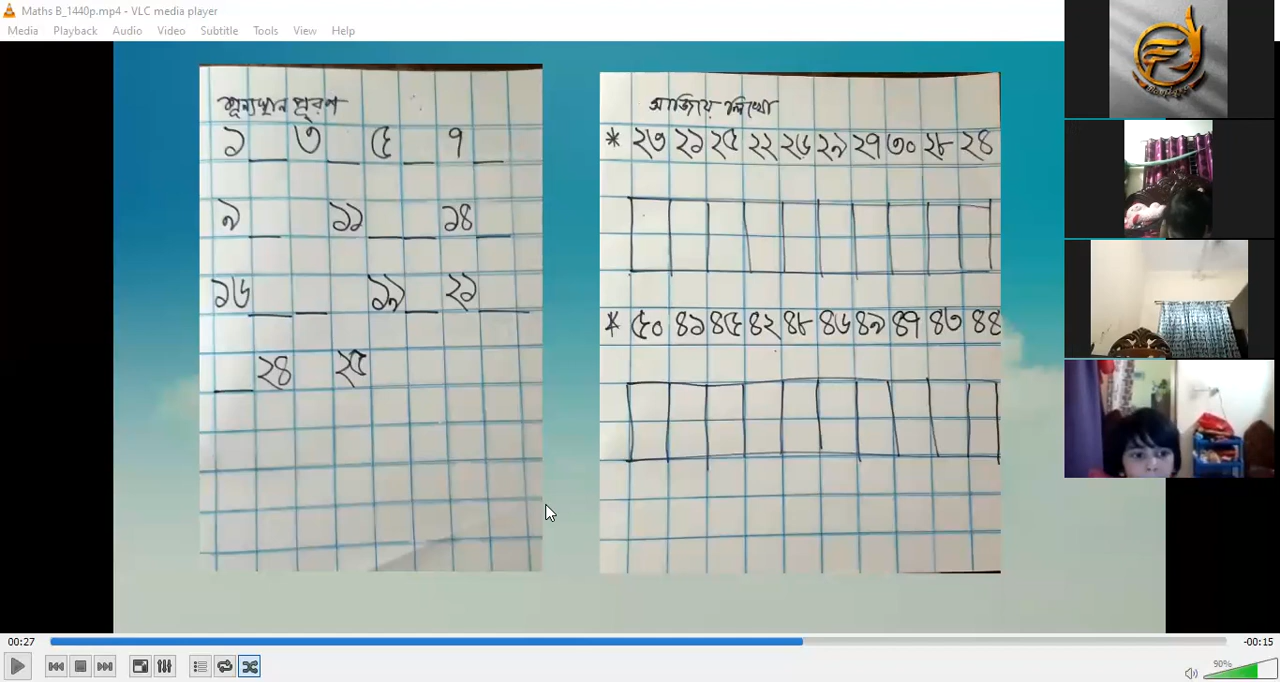 Maths B_1440p.mp4 - VLC media player
Media Playback Audio Video Subtitle Tools View Help
শূন্যস্থান পূরণ
১ _ ৩ _ ৫ _ ৭ _
৯ _ ১১ _ _ ১৪ _
১৬ _ _ ১৯ _ ২১ _
_ ২৪ ২৫
সাজিয়ে লিখো
* ২৩ ২১ ২৫ ২২ ২৬ ২৯ ২৭ ৩০ ২৮ ২৪
* ৫০ ৪১ ৪৫ ৪২ ৪৮ ৪৬ ৪৯ ৪৭ ৪৩ ৪৪
00:27
-00:15
90%